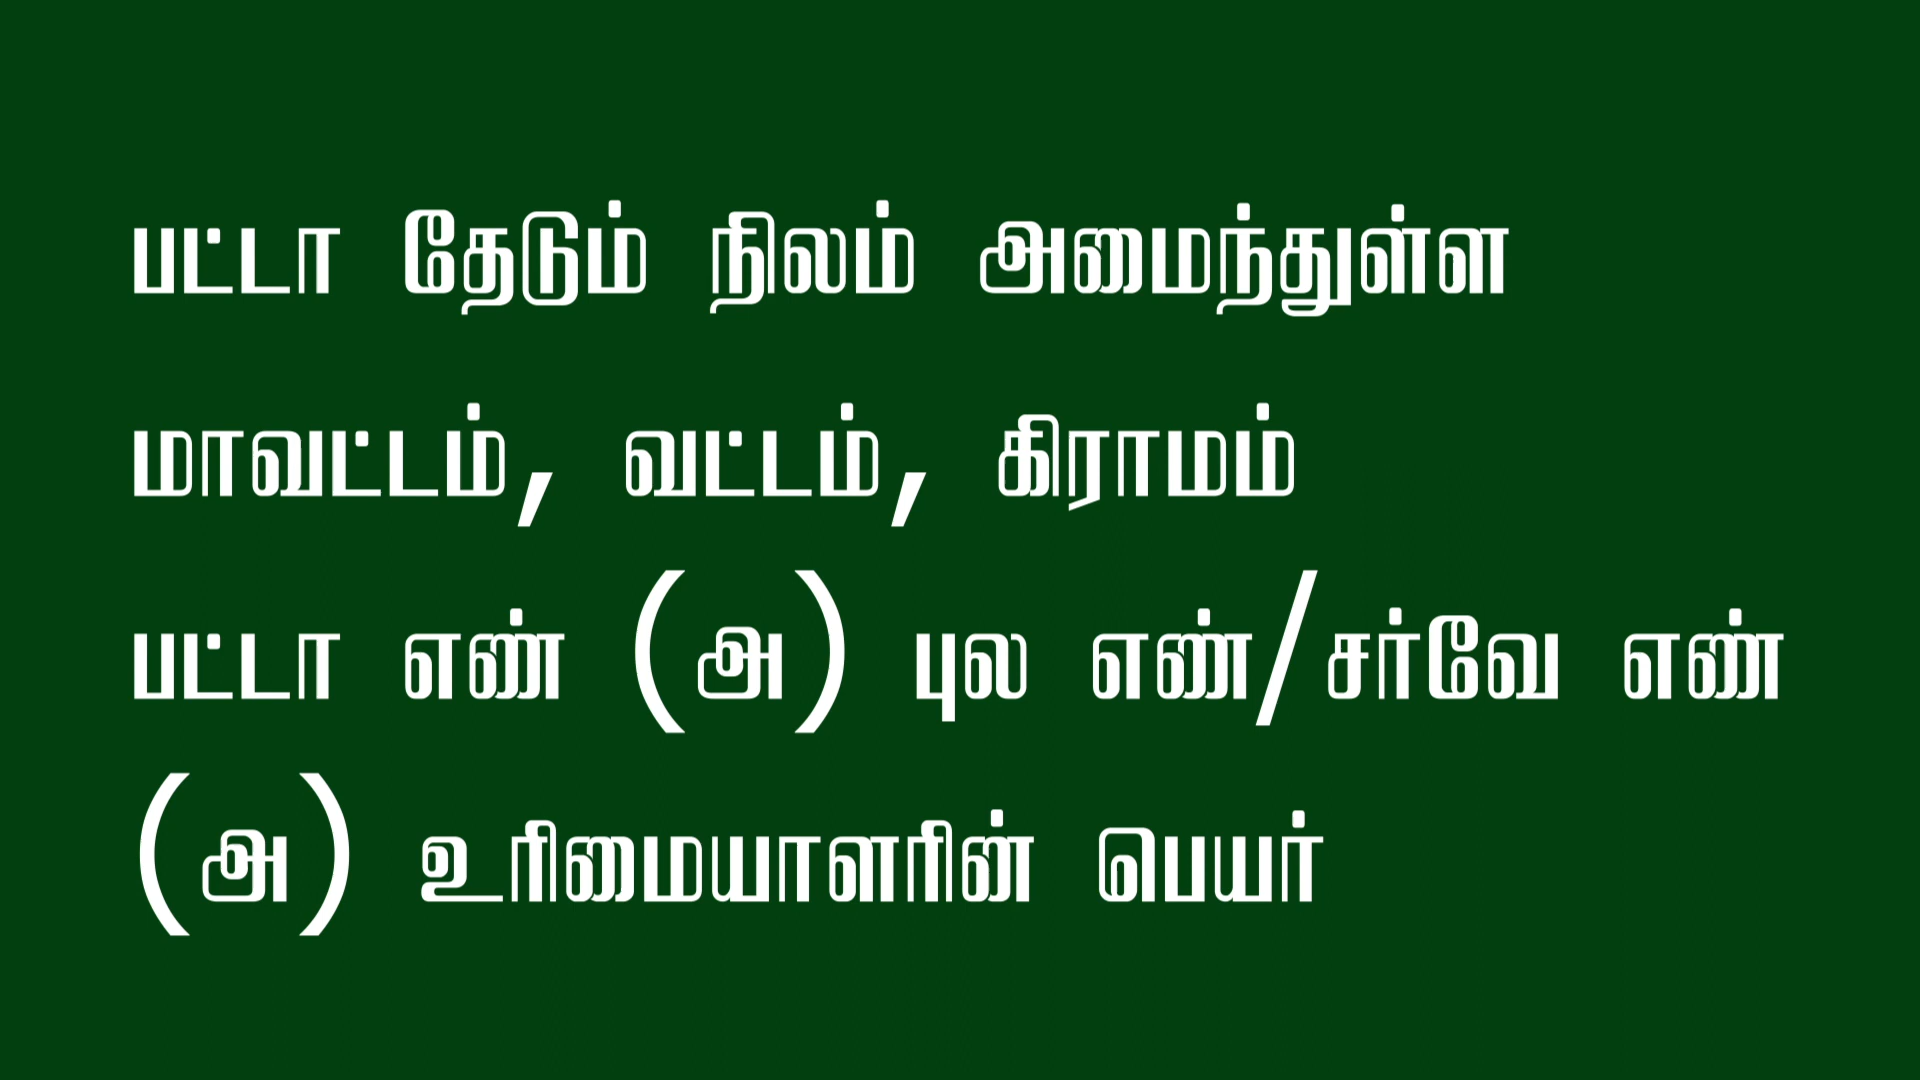 பட்டா தேடும் நிலம் அமைந்துள்ள
மாவட்டம், வட்டம், கிராமம்
பட்டா எண் (அ) புல எண்/சர்வே எண்
(அ) உரிமையாளரின் பெயர்